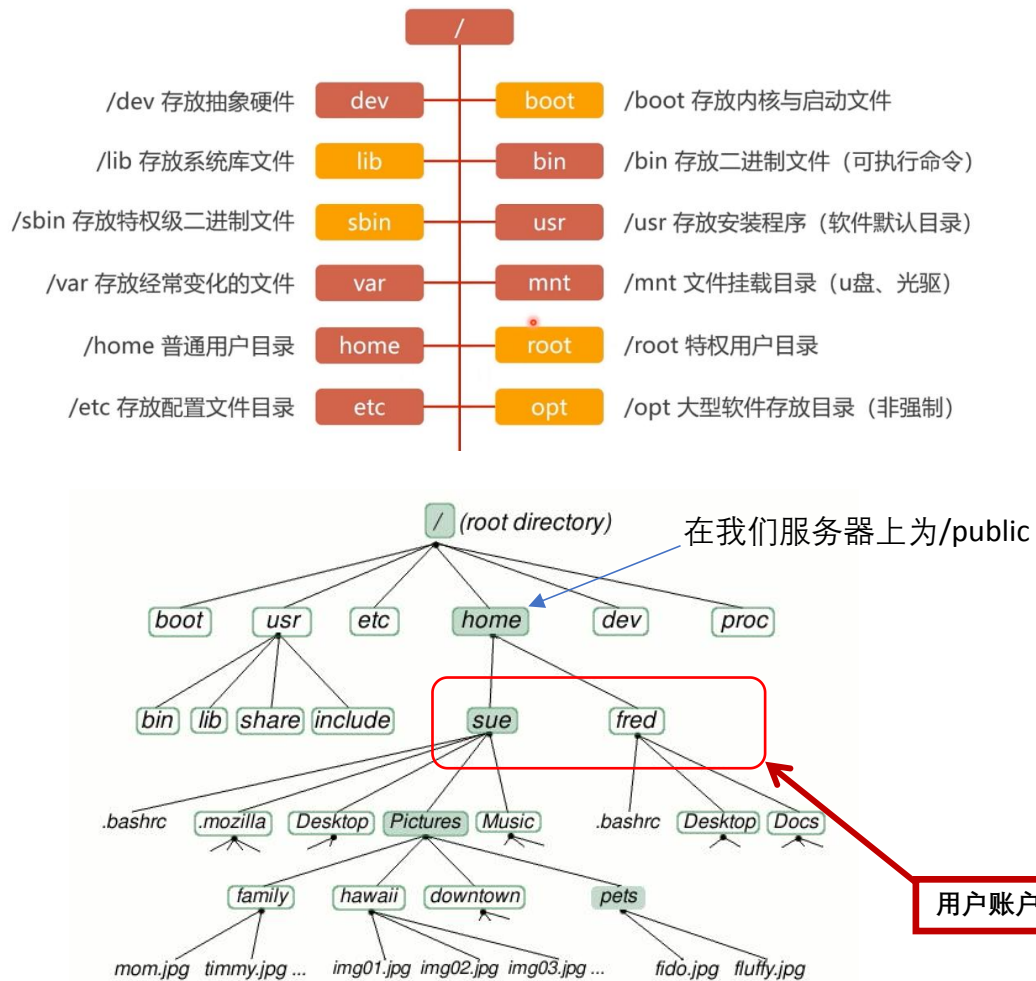 /
/dev 存放抽象硬件 dev boot /boot 存放内核与启动文件
/lib 存放系统库文件 lib bin /bin 存放二进制文件（可执行命令）
/sbin 存放特权级二进制文件 sbin usr /usr 存放安装程序（软件默认目录）
/var 存放经常变化的文件 var mnt /mnt 文件挂载目录（u盘、光驱）
/home 普通用户目录 home root /root 特权用户目录
/etc 存放配置文件目录 etc opt /opt 大型软件存放目录（非强制）
/ (root directory) 在我们服务器上为/public
boot usr etc home dev proc
bin lib share include sue fred
.bashrc .mozilla Desktop Pictures Music .bashrc Desktop Docs
family hawaii downtown pets 用户账户
mom.jpg timmy.jpg ... img01.jpg img02.jpg img03.jpg ... fido.jpg fluffy.jpg